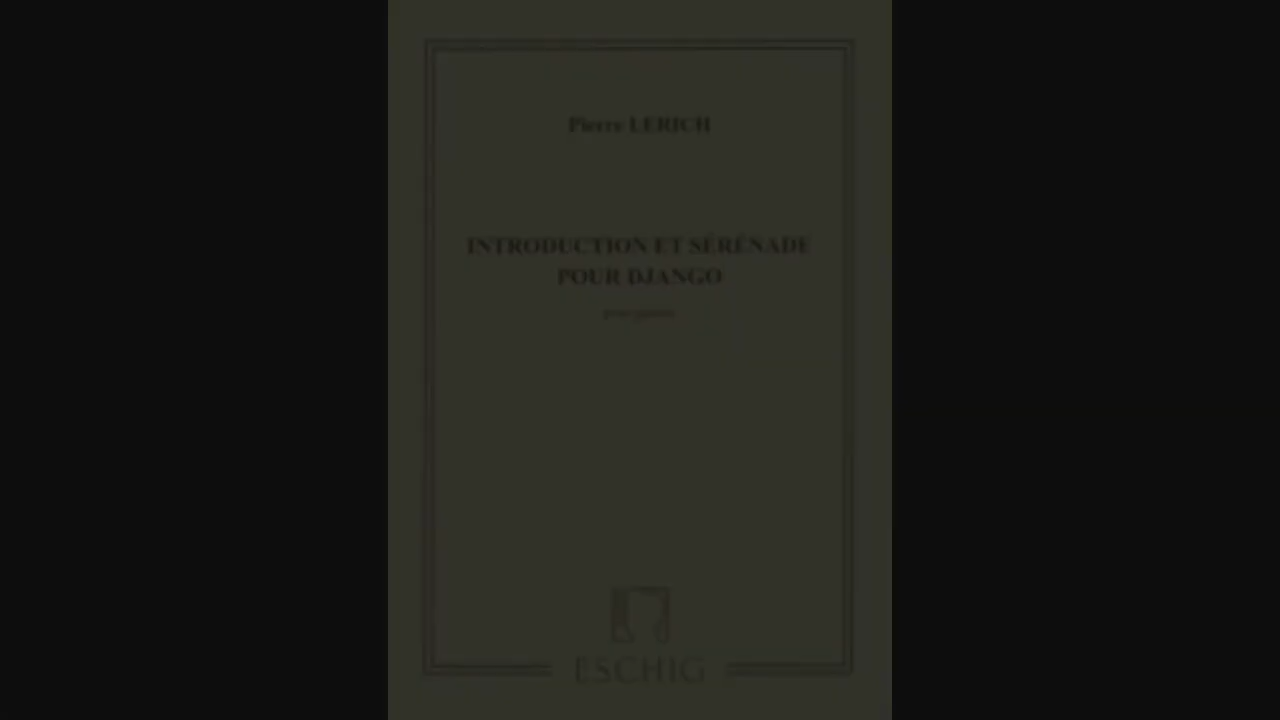 Pierre LERICH
INTRODUCTION ET SÉRÉNADE
POUR DJANGO
ESCHIG